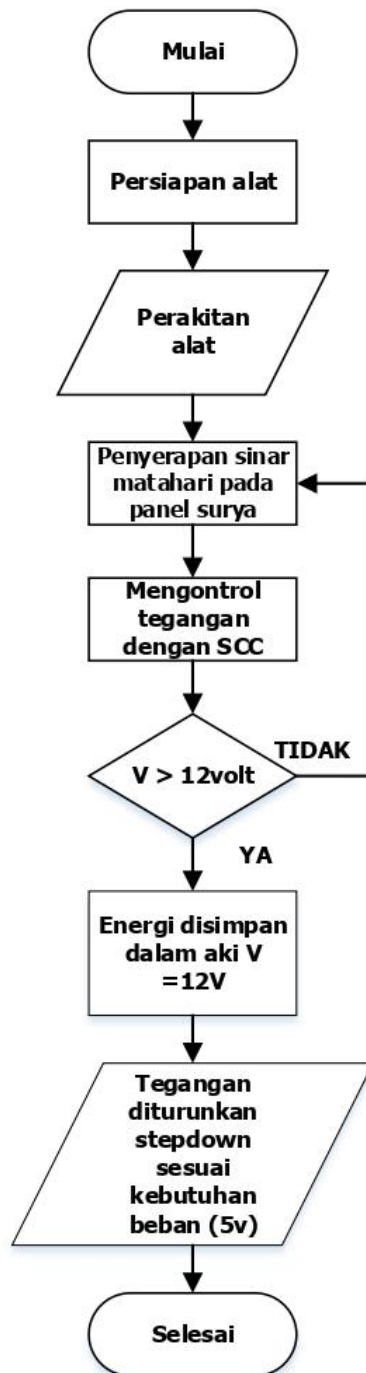 Mulai
Persiapan alat
Perakitan
alat
Penyerapan sinar
matahari pada
panel surya
Mengontrol
tegangan
dengan SCC
V > 12volt
TIDAK
YA
Energi disimpan
dalam aki V
=12V
Tegangan
diturunkan
stepdown
sesuai
kebutuhan
beban (5v)
Selesai